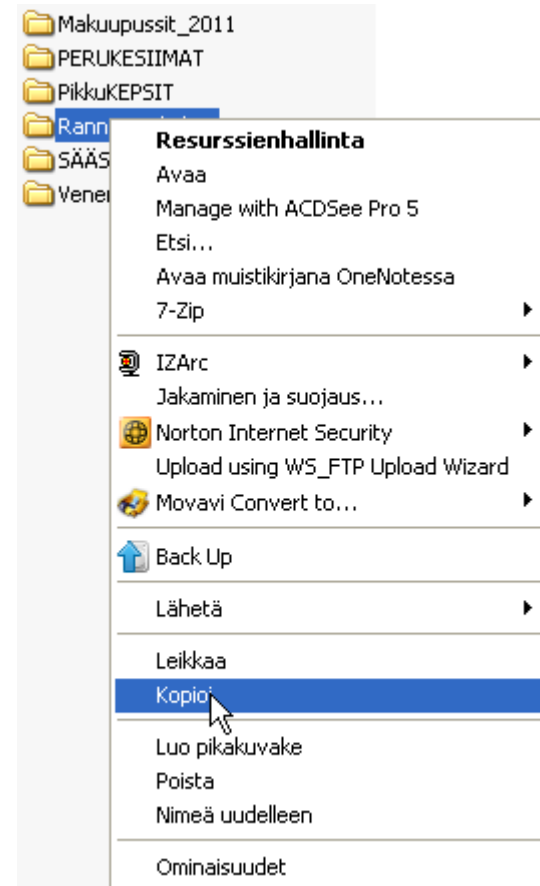 Makuupussit_2011
PERUKESIIMAT
PikkuKEPSIT
Resurssienhallinta
Avaa
Manage with ACDSee Pro 5
Etsi...
Avaa muistikirjana OneNotessa
7-Zip
IZArc
Jakaminen ja suojaus...
Norton Internet Security
Upload using WS_FTP Upload Wizard
Movavi Convert to...
Back Up
Lähetä
Leikkaa
Kopioi
Luo pikakuvake
Poista
Nimeä uudelleen
Ominaisuudet